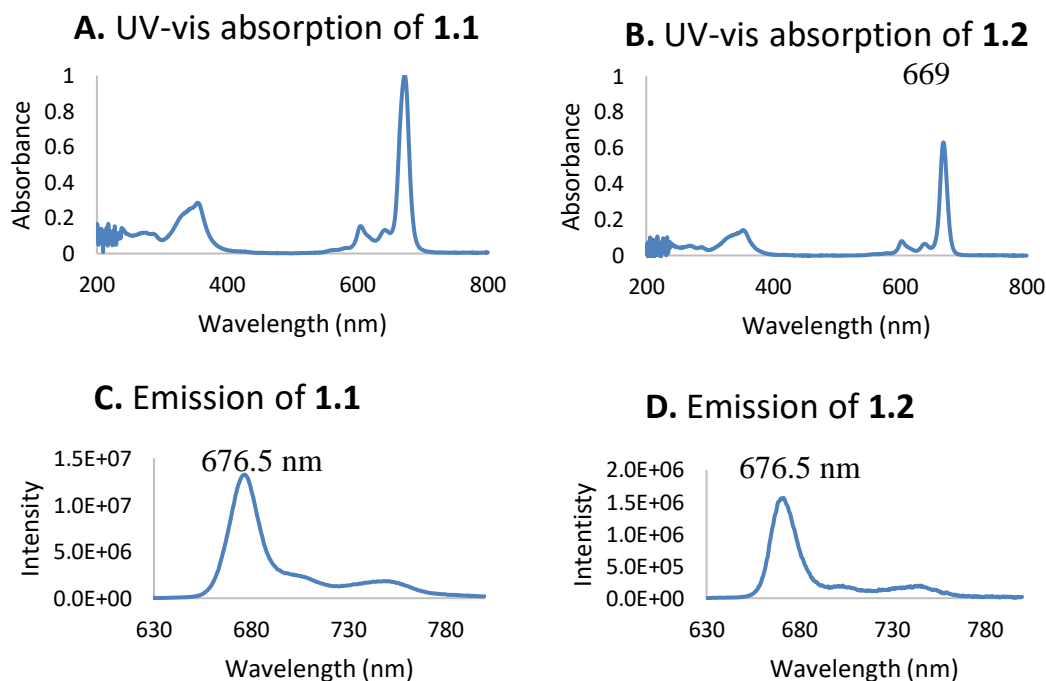 A. UV-vis absorption of 1.1
Absorbance
1
0.8
0.6
0.4
0.2
0
200 400 600 800
Wavelength (nm)
B. UV-vis absorption of 1.2
669
Absorbance
1
0.8
0.6
0.4
0.2
0
200 400 600 800
Wavelength (nm)
C. Emission of 1.1
676.5 nm
Intensity
1.5E+07
1.0E+07
5.0E+06
0.0E+00
630 680 730 780
Wavelength (nm)
D. Emission of 1.2
676.5 nm
Intentisty
2.0E+06
1.5E+06
1.0E+06
5.0E+05
0.0E+00
630 680 730 780
Wavelength (nm)